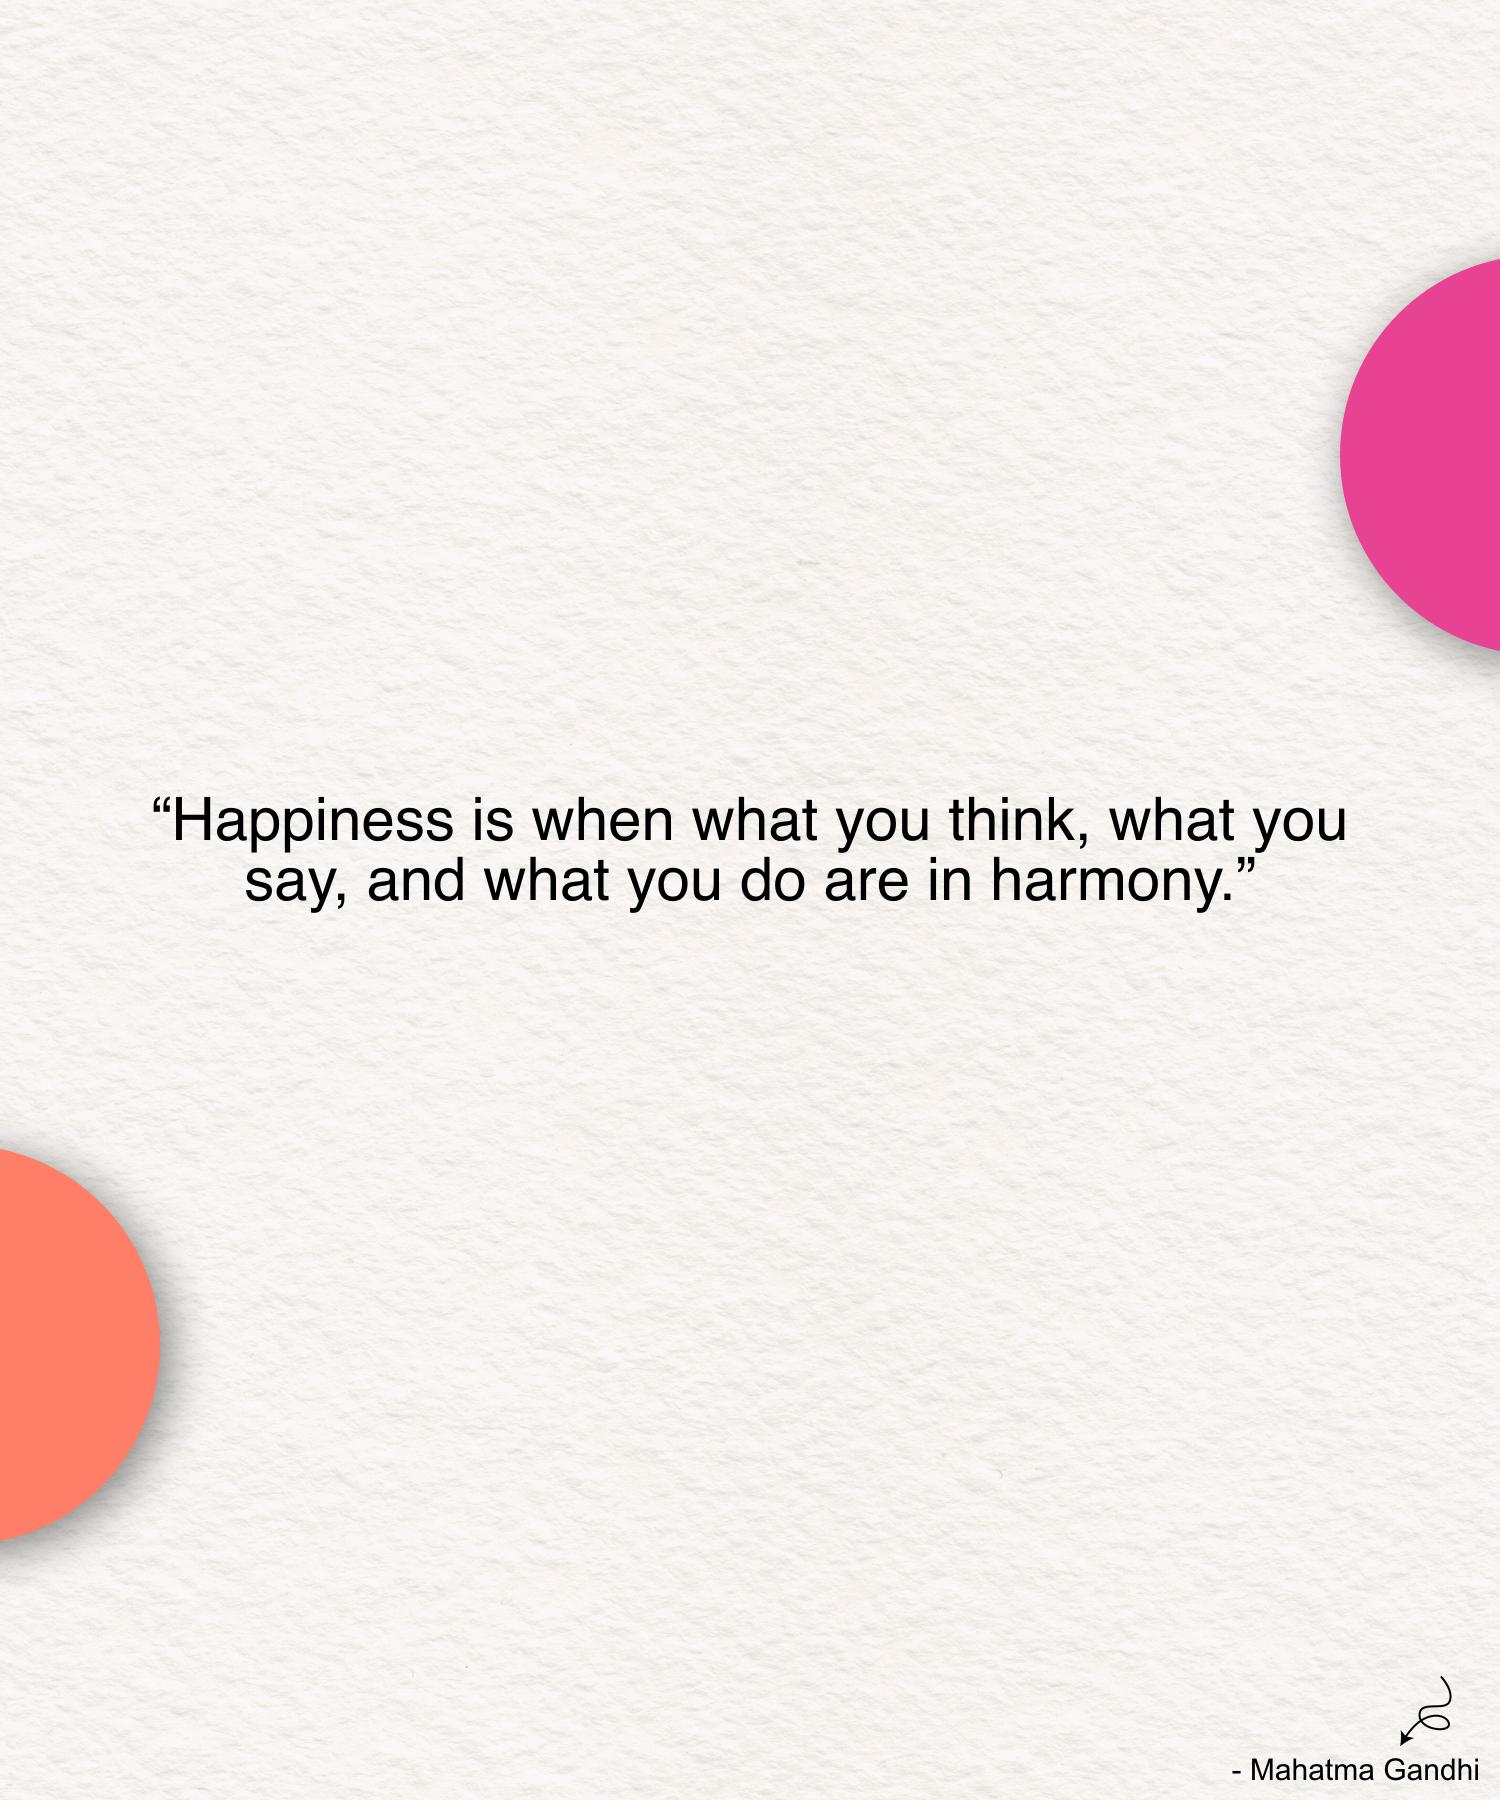 “Happiness is when what you think, what you
say, and what you do are in harmony.”
- Mahatma Gandhi